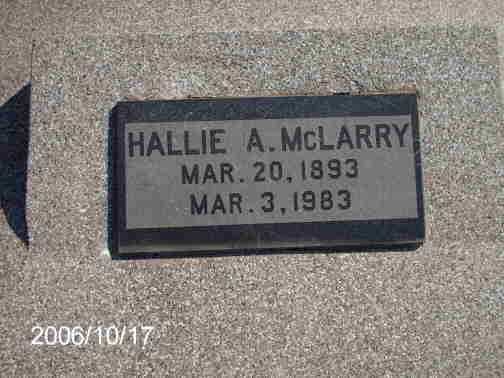 HALLIE A. McLARRY
MAR. 20, 1893
MAR. 3, 1983
2006/10/17